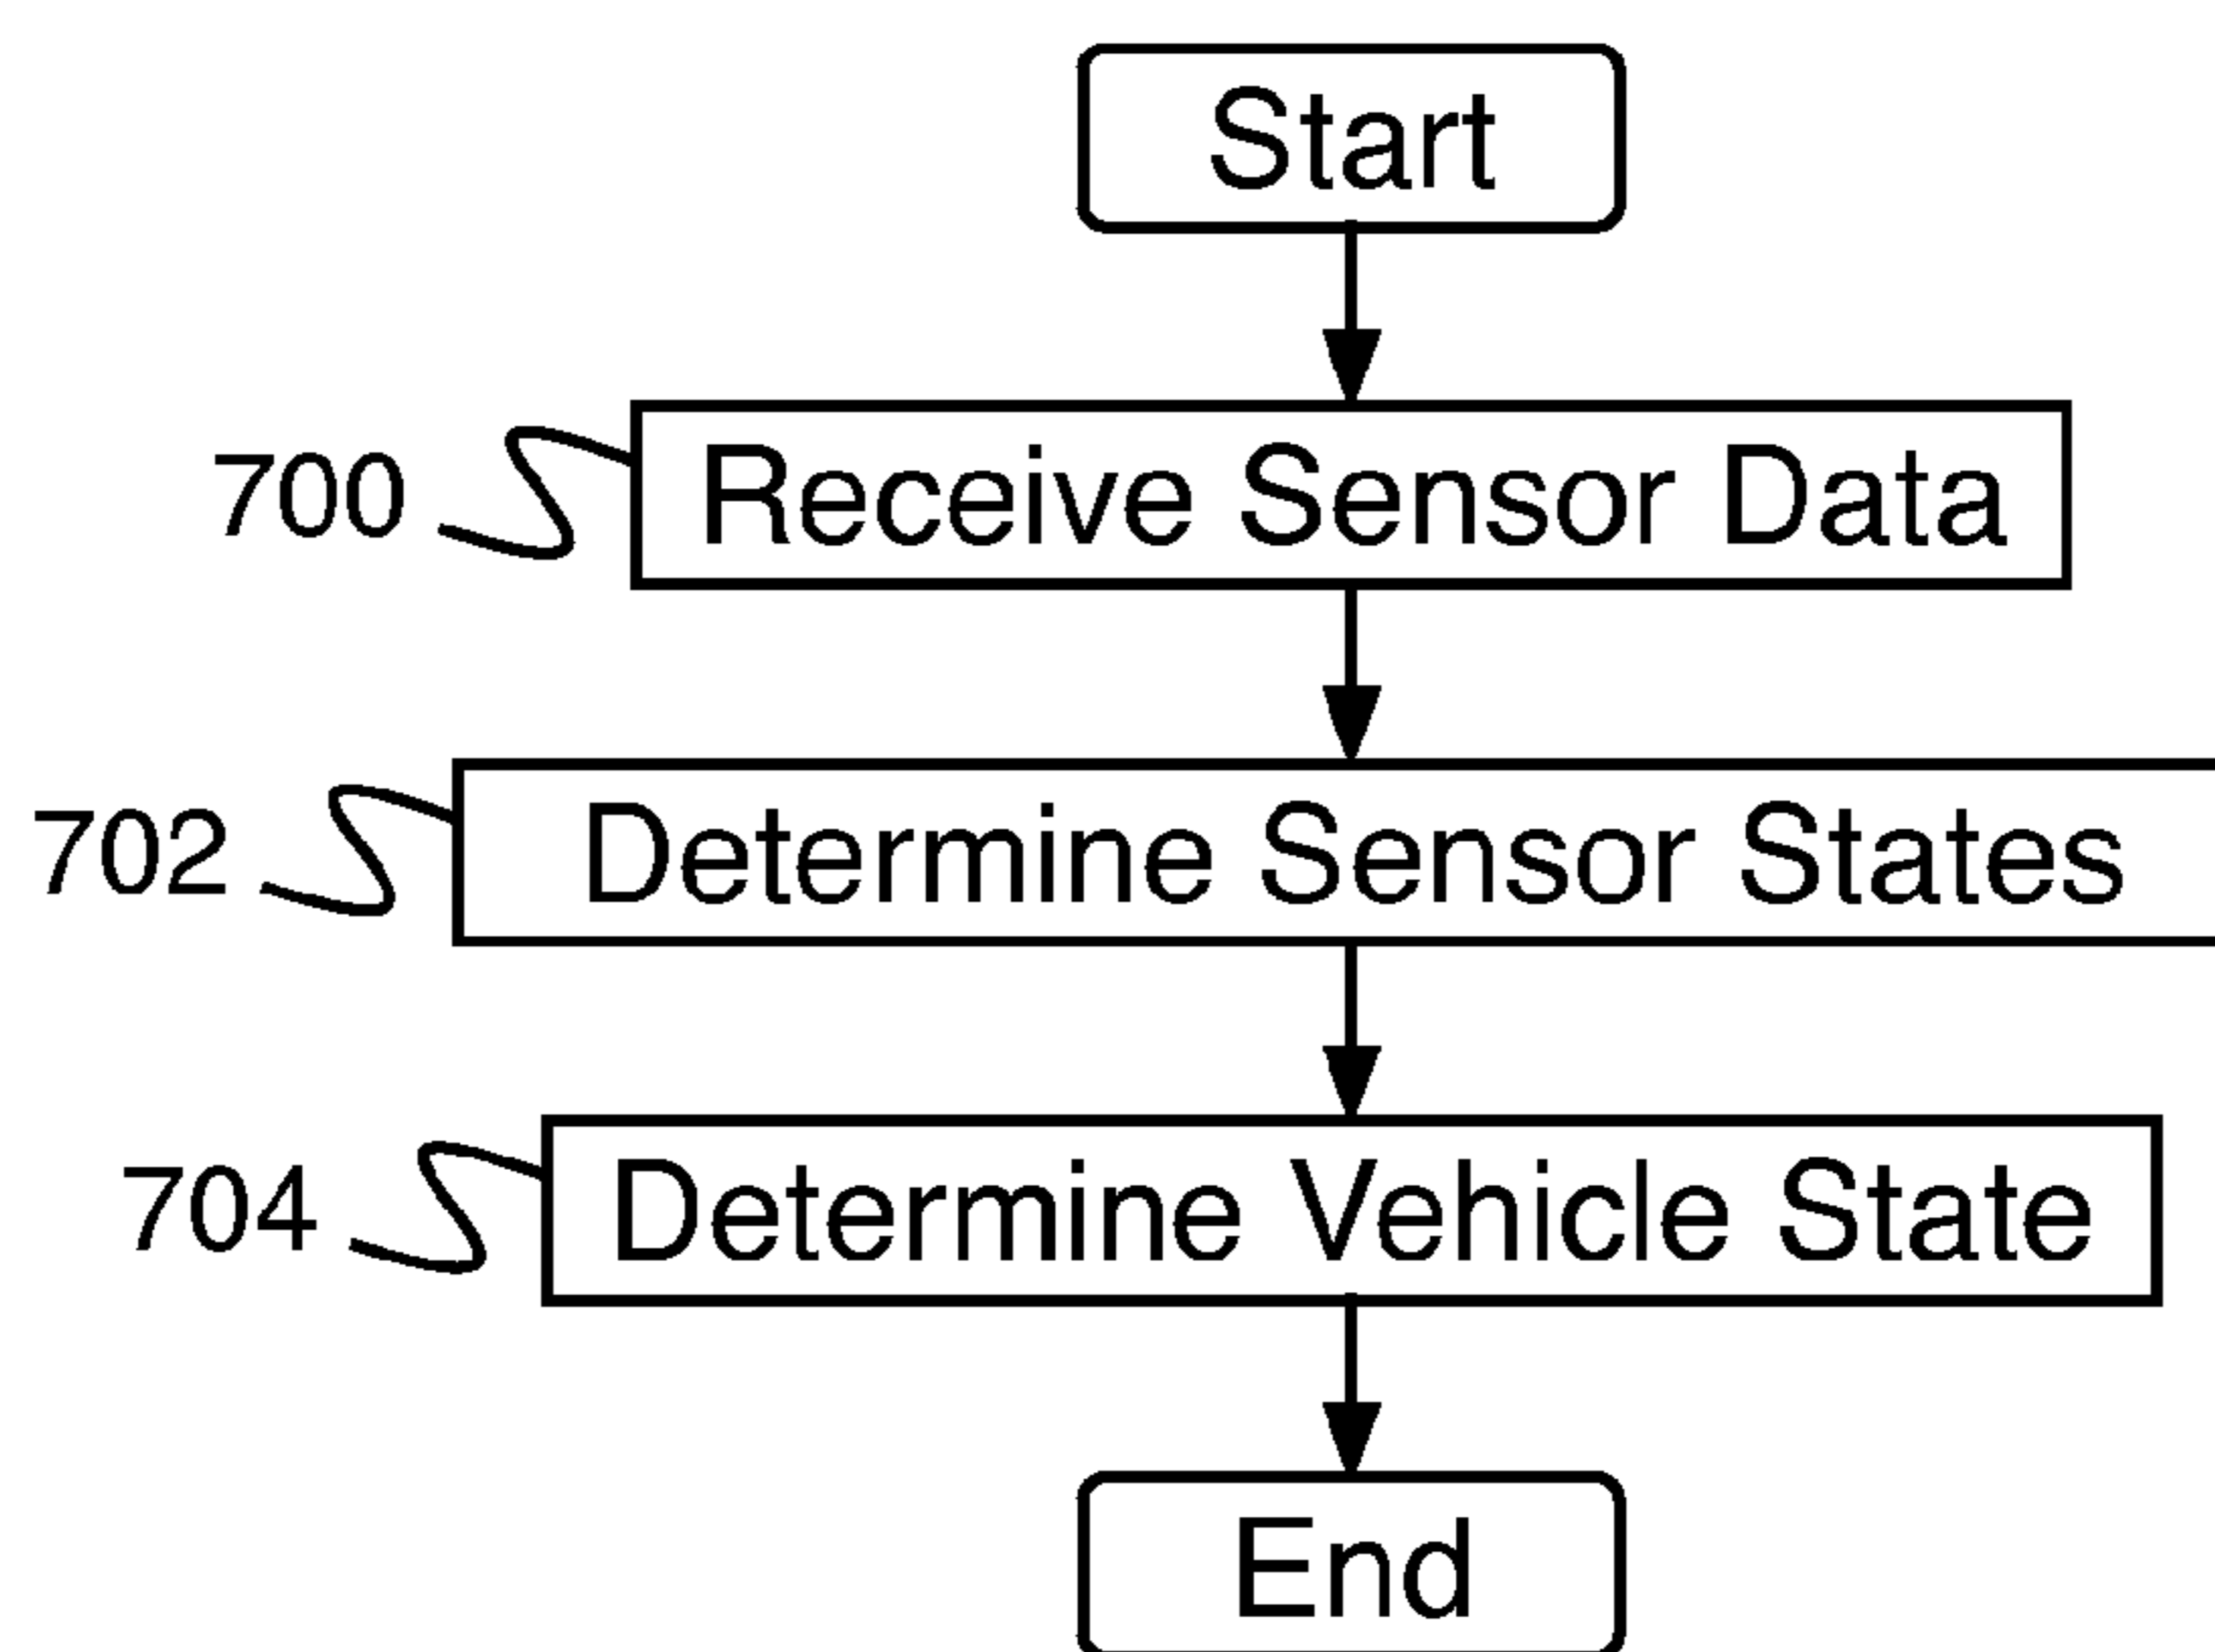 Start
700 Receive Sensor Data
702 Determine Sensor States
704 Determine Vehicle State
End